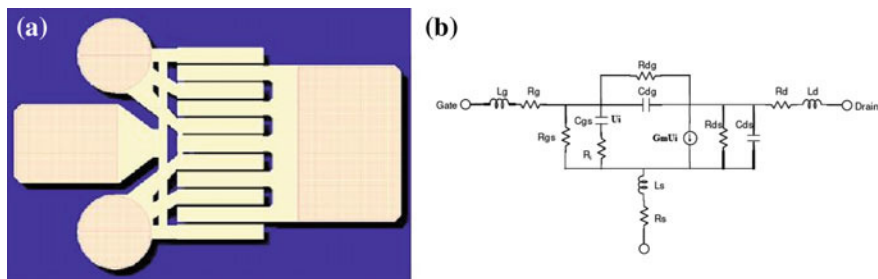 (a)
(b)
Rdg
Lg
Rg
Cdg
Rd
Ld
Gate
Drain
Cgs
Ui
Rgs
GmUi
Rds
Cds
Ri
Ls
Rs